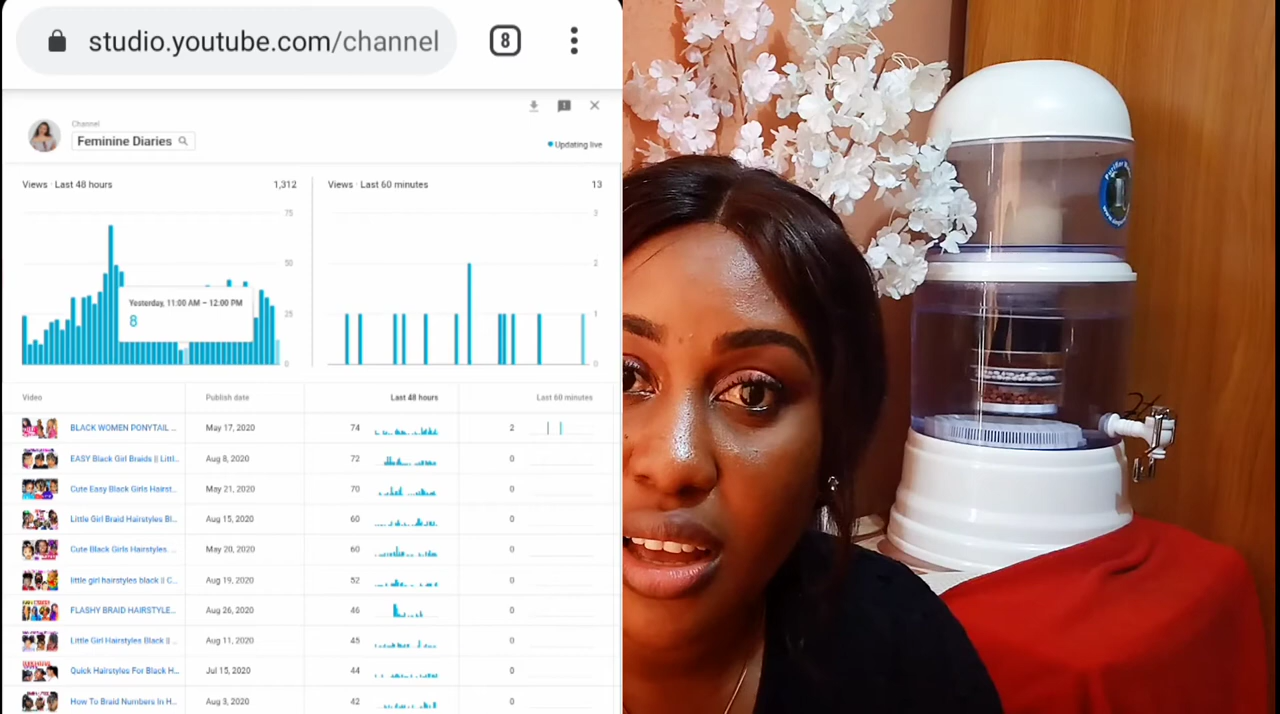 studio.youtube.com/channel
8
Channel
Feminine Diaries
Updating live
Views · Last 48 hours 1,312
Views · Last 60 minutes 13
75 3
50 2
25 1
0 0
Yesterday, 11:00 AM – 12:00 PM
8
Video Publish date Last 48 hours Last 60 minutes
BLACK WOMEN PONYTAIL ... May 17, 2020 74 2
EASY Black Girl Braids || Littl... Aug 8, 2020 72 0
Cute Easy Black Girls Hairst... May 21, 2020 70 0
Little Girl Braid Hairstyles Bl... Aug 15, 2020 60 0
Cute Black Girls Hairstyles ... May 20, 2020 60 0
little girl hairstyles black || C... Aug 19, 2020 52 0
FLASHY BRAID HAIRSTYLE... Aug 26, 2020 46 0
Little Girl Hairstyles Black || ... Aug 11, 2020 45 0
Quick Hairstyles For Black H... Jul 15, 2020 44 0
How To Braid Numbers In H... Aug 3, 2020 42 0